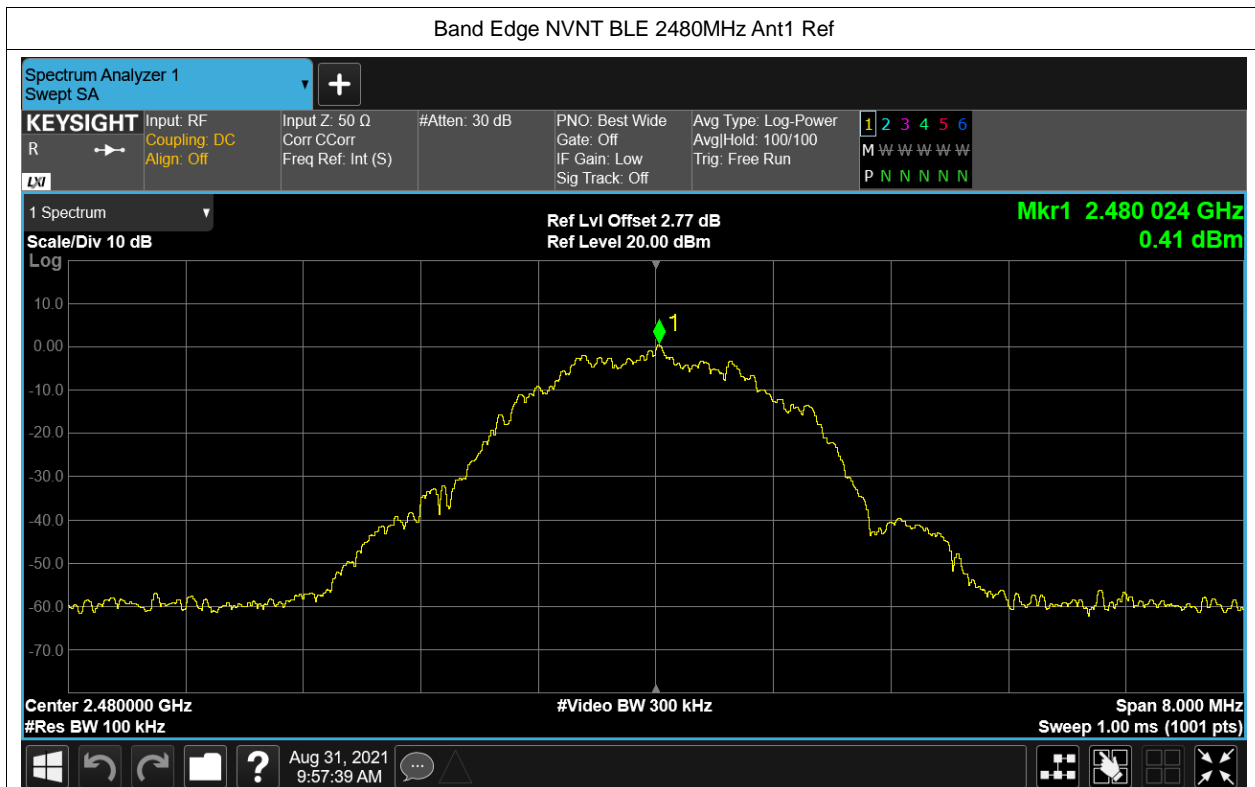 Band Edge NVNT BLE 2480MHz Ant1 Ref
Spectrum Analyzer 1
Swept SA
KEYSIGHT
R
LXI
Input: RF
Coupling: DC
Align: Off
Input Z: 50 Ω
Corr CCorr
Freq Ref: Int (S)
#Atten: 30 dB
PNO: Best Wide
Gate: Off
IF Gain: Low
Sig Track: Off
Avg Type: Log-Power
Avg|Hold: 100/100
Trig: Free Run
1 2 3 4 5 6
M W W W W W
P N N N N N
1 Spectrum
Scale/Div 10 dB
Log
Ref Lvl Offset 2.77 dB
Ref Level 20.00 dBm
Mkr1 2.480 024 GHz
0.41 dBm
1
10.0
0.00
-10.0
-20.0
-30.0
-40.0
-50.0
-60.0
-70.0
Center 2.480000 GHz
#Res BW 100 kHz
#Video BW 300 kHz
Span 8.000 MHz
Sweep 1.00 ms (1001 pts)
?
Aug 31, 2021
9:57:39 AM